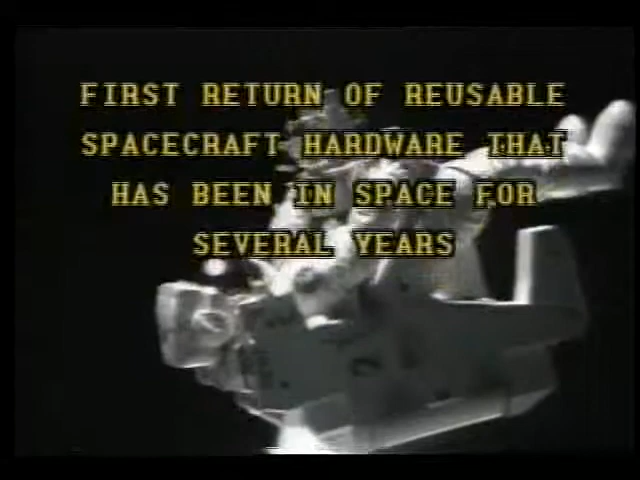 FIRST RETURN OF REUSABLE
SPACECRAFT HARDWARE THAT
HAS BEEN IN SPACE FOR
SEVERAL YEARS